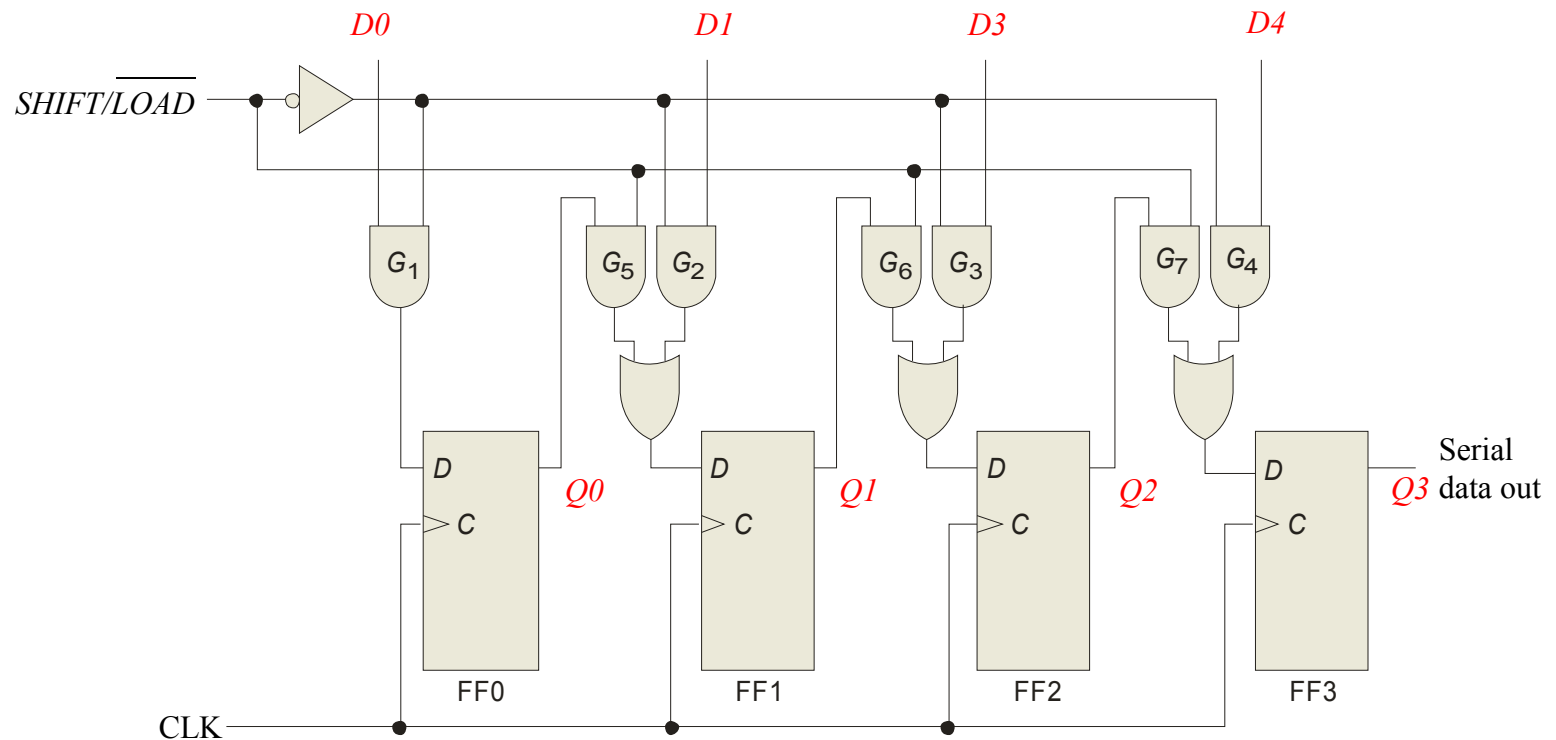 D0 D1 D3 D4
SHIFT/LOAD
G1 G5 G2 G6 G3 G7 G4
D D D D
Serial
data out
Q0 Q1 Q2 Q3
C C C C
FF0 FF1 FF2 FF3
CLK